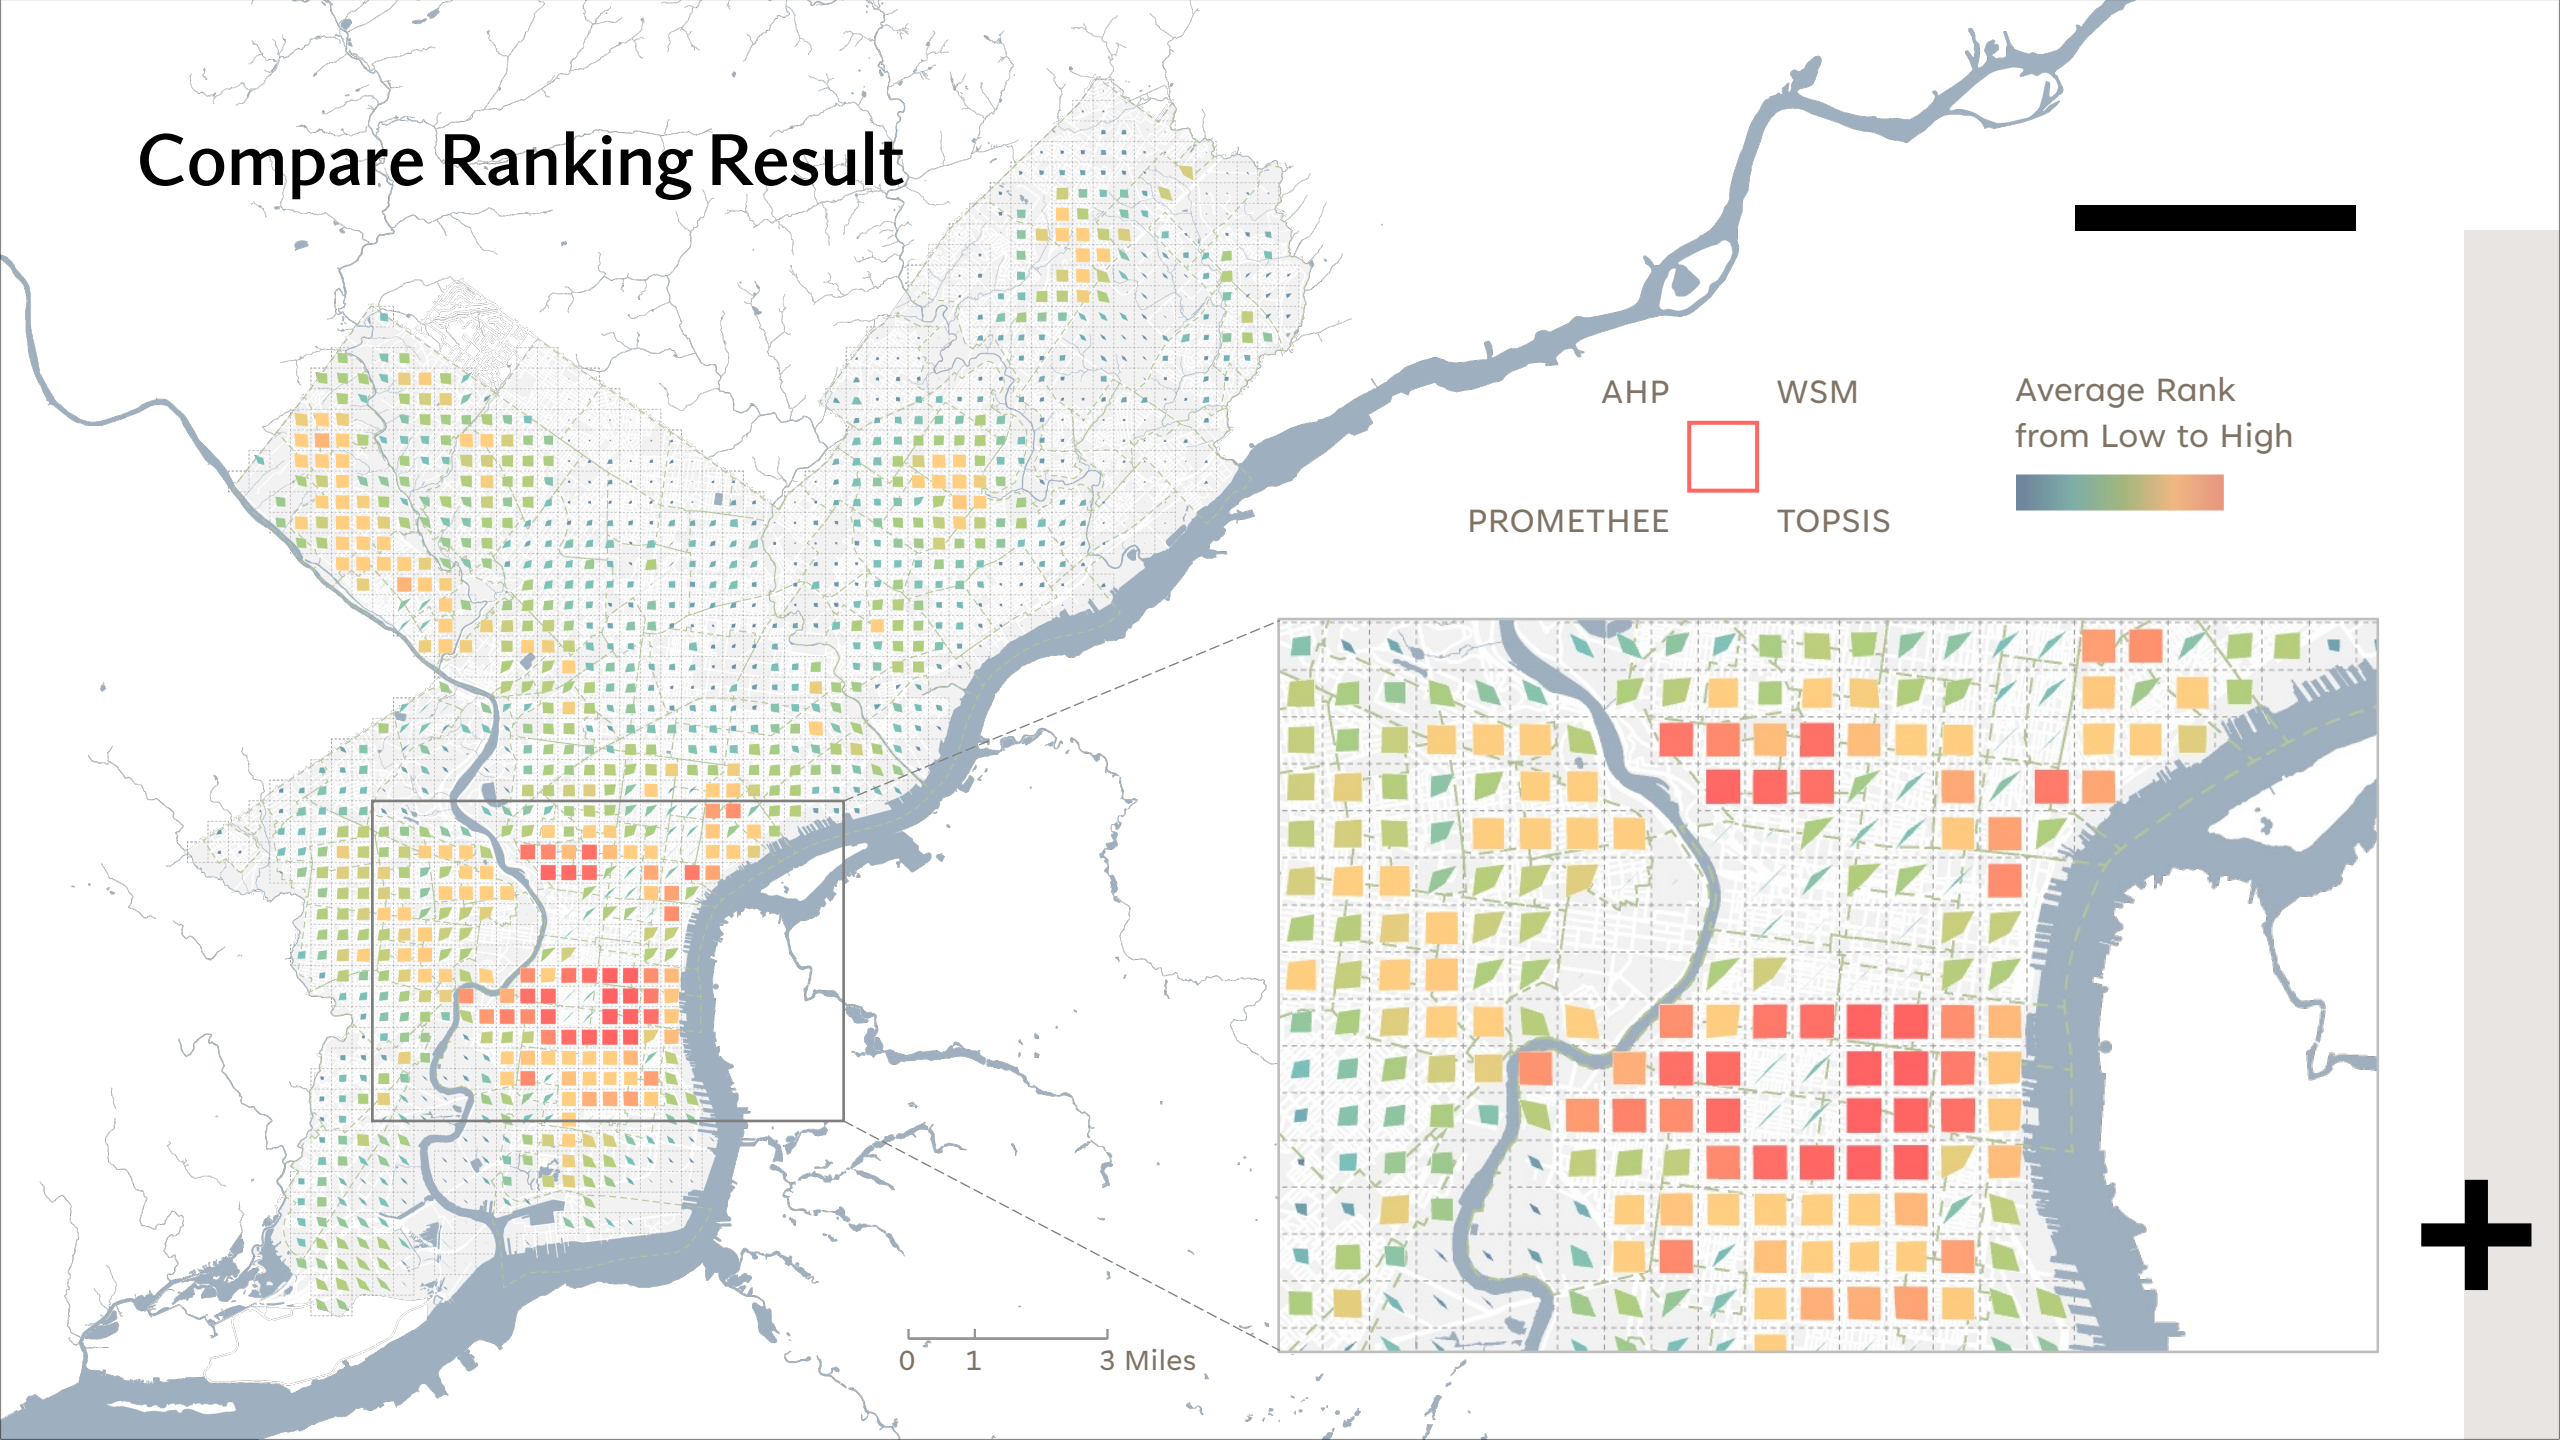 Compare Ranking Result
AHP
WSM
PROMETHEE
TOPSIS
Average Rank
from Low to High
0
1
3 Miles